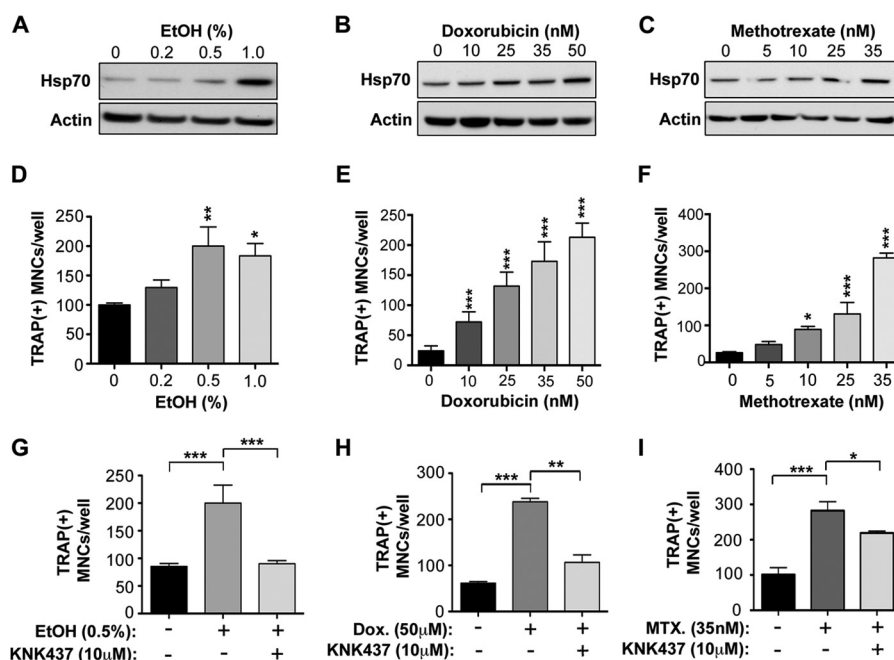 A
EtOH (%)
0 0.2 0.5 1.0
Hsp70
Actin
B
Doxorubicin (nM)
0 10 25 35 50
Hsp70
Actin
C
Methotrexate (nM)
0 5 10 25 35
Hsp70
Actin
D
TRAP(+) MNCs/well
250
200
150
100
50
0
** *
0 0.2 0.5 1.0
EtOH (%)
E
TRAP(+) MNCs/well
250
200
150
100
50
0
*** *** *** ***
0 10 25 35 50
Doxorubicin (nM)
F
TRAP(+) MNCs/well
400
300
200
100
0
* *** ***
0 5 10 25 35
Methotrexate (nM)
G
*** ***
TRAP(+)
MNCs/well
250
200
150
100
50
0
EtOH (0.5%): - + +
KNK437 (10μM): - - +
H
*** **
TRAP(+)
MNCs/well
300
200
100
0
Dox. (50μM): - + +
KNK437 (10μM): - - +
I
*** *
TRAP(+)
MNCs/well
400
300
200
100
0
MTX. (35nM): - + +
KNK437 (10μM): - - +